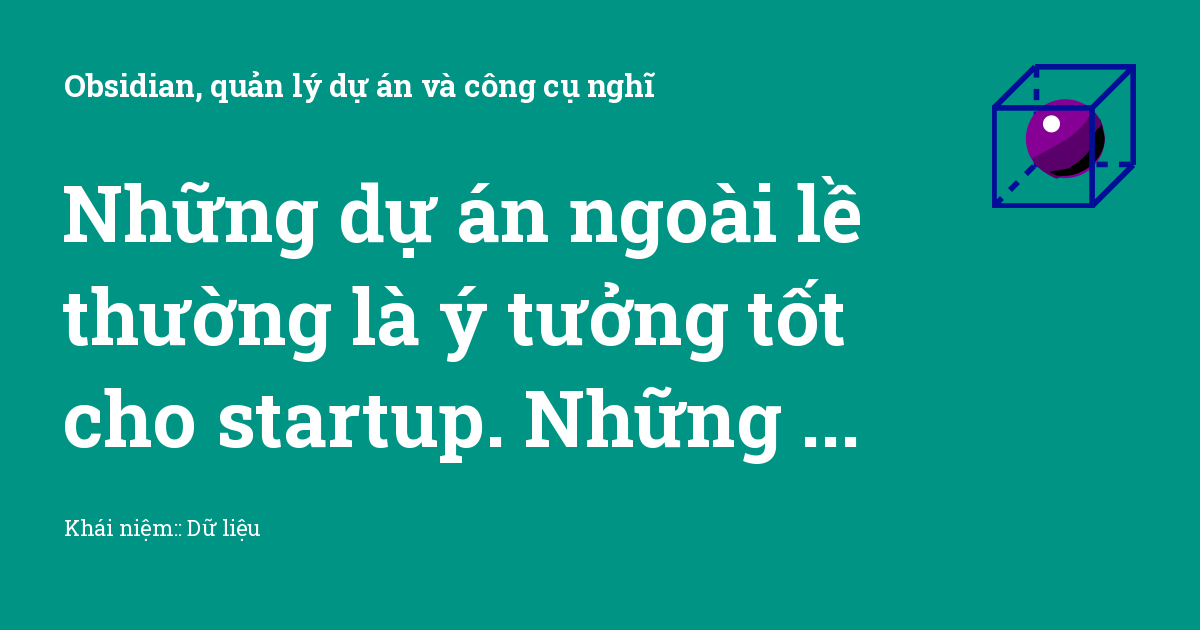 Obsidian, quản lý dự án và công cụ nghĩ
Những dự án ngoài lề
thường là ý tưởng tốt
cho startup. Những ...
Khái niệm:: Dữ liệu